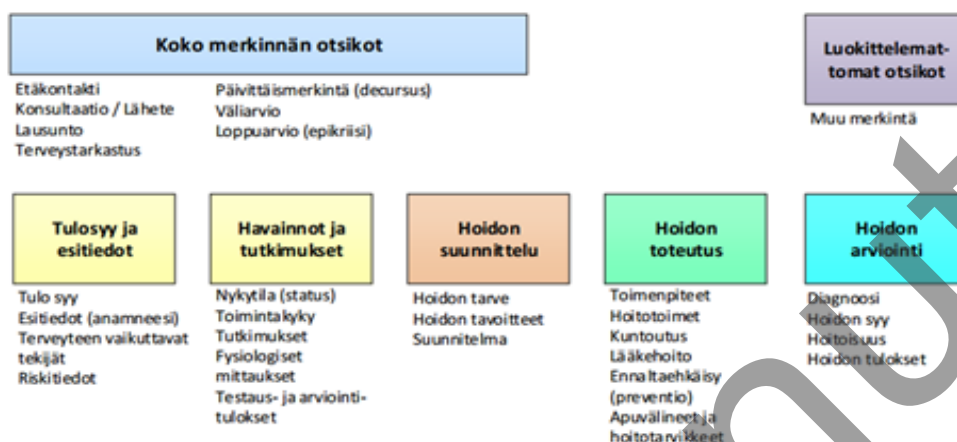 Koko merkinnän otsikot
Luokittelemat-
tomat otsikot
Etäkontakti
Konsultaatio / Lähete
Lausunto
Terveystarkastus
Päivittäismerkintä (decursus)
Väliarvio
Loppuarvio (epikriisi)
Muu merkintä
Tulosyy ja
esitiedot
Tulo syy
Esitiedot (anamneesi)
Terveyteen vaikuttavat
tekijät
Riskitiedot
Havainnot ja
tutkimukset
Nykytila (status)
Toimintakyky
Tutkimukset
Fysiologiset
mittaukset
Testaus- ja arviointi-
tulokset
Hoidon
suunnittelu
Hoidon tarve
Hoidon tavoitteet
Suunnitelma
Hoidon
toteutus
Toimenpiteet
Hoitotoimet
Kuntoutus
Lääkehoito
Ennaltaehkäisy
(preventio)
Apuvälineet ja
hoitotarvikkeet
Hoidon
arviointi
Diagnoosi
Hoidon syy
Hoitoisuus
Hoidon tulokset